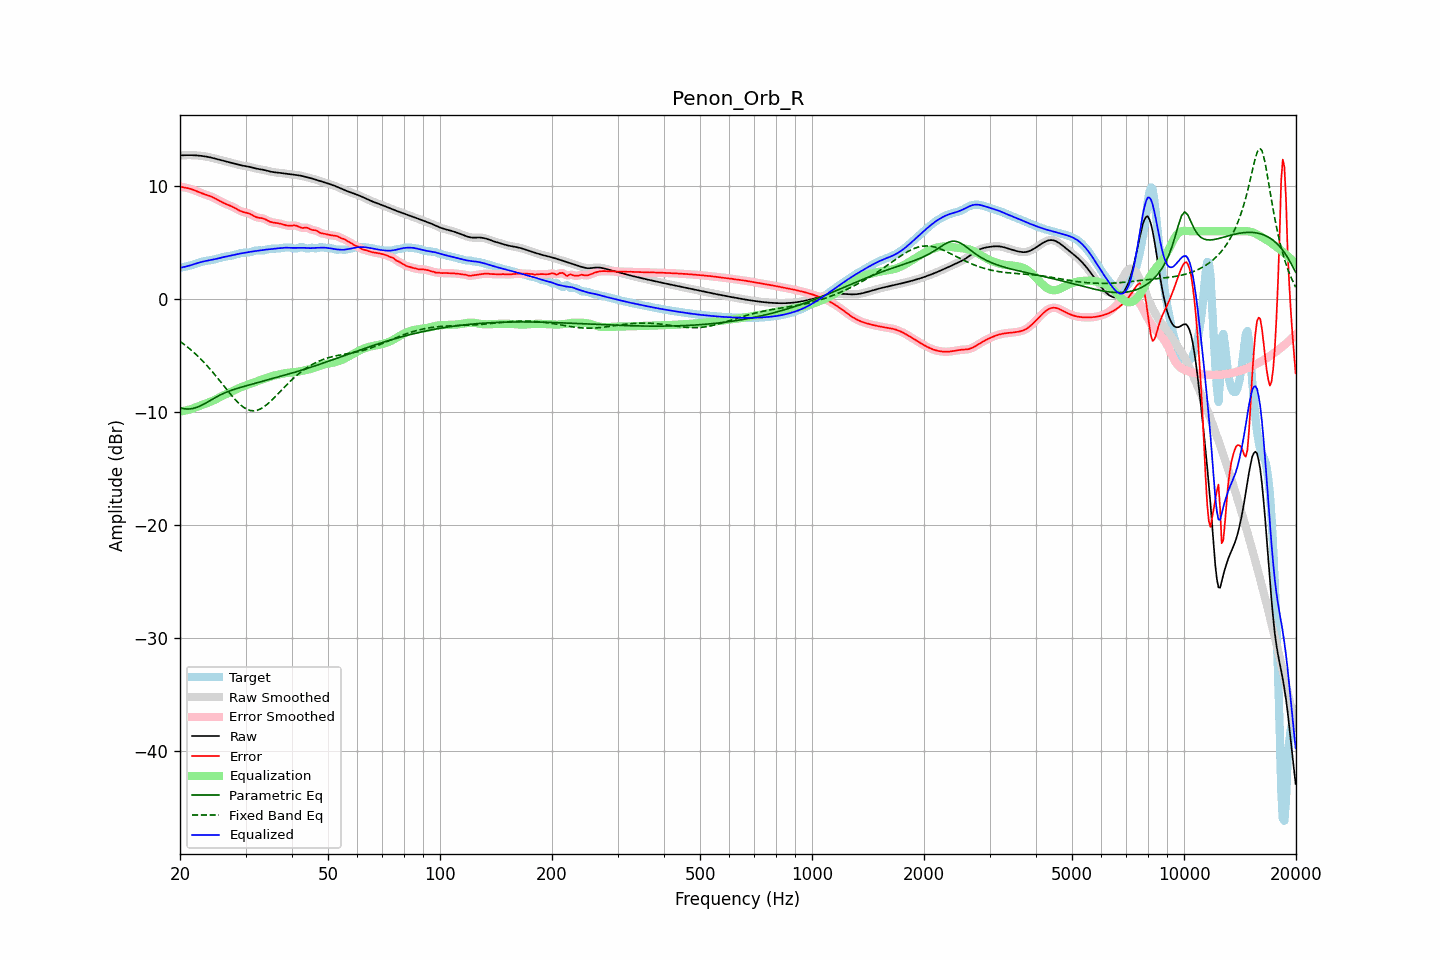 Penon_Orb_R
Amplitude (dBr)
10
0
−10
−20
−30
−40
Target
Raw Smoothed
Error Smoothed
Raw
Error
Equalization
Parametric Eq
Fixed Band Eq
Equalized
20 50 100 200 500 1000 2000 5000 10000 20000
Frequency (Hz)